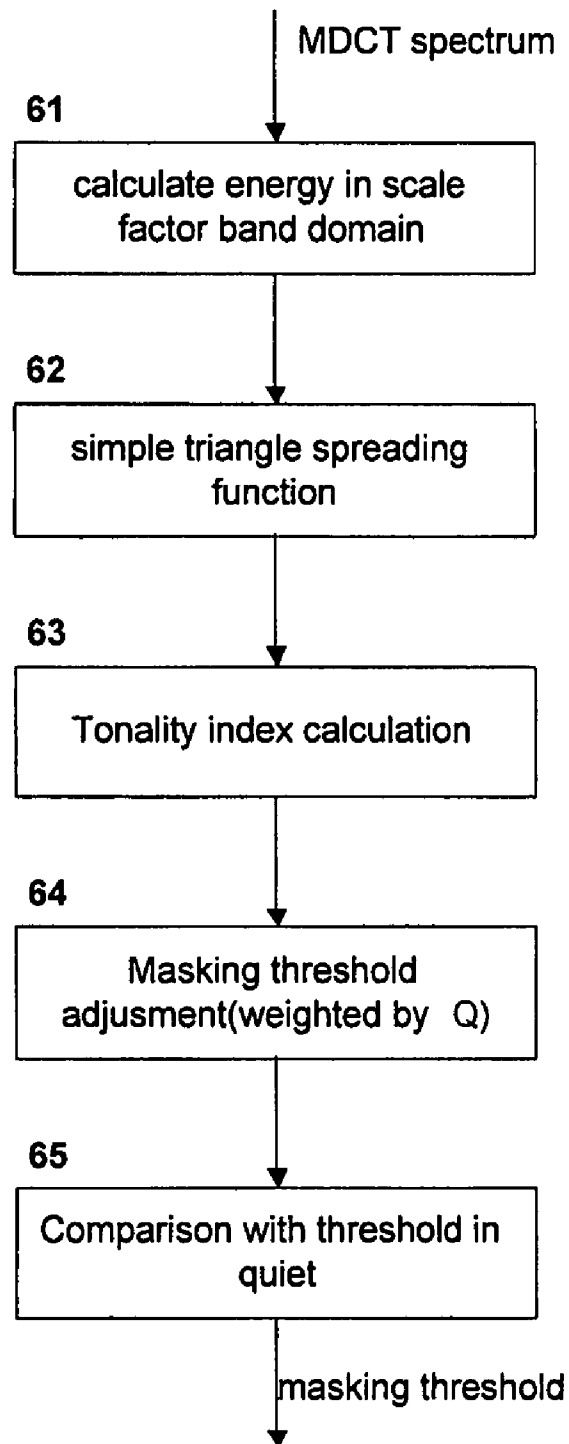 MDCT spectrum
61
calculate energy in scale
factor band domain
62
simple triangle spreading
function
63
Tonality index calculation
64
Masking threshold
adjusment(weighted by Q)
65
Comparison with threshold in
quiet
masking threshold